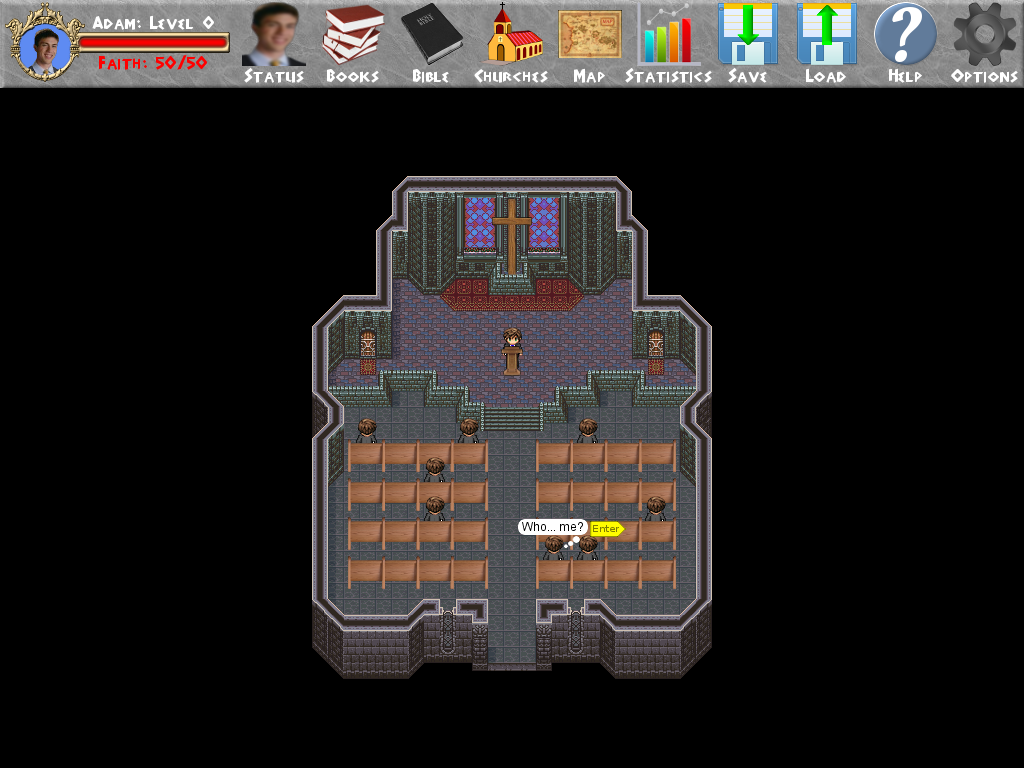 Adam: Level 0
Faith: 50/50
Status
Books
Bible
Churches
Map
Statistics
Save
Load
Help
Options
Who... me?
Enter